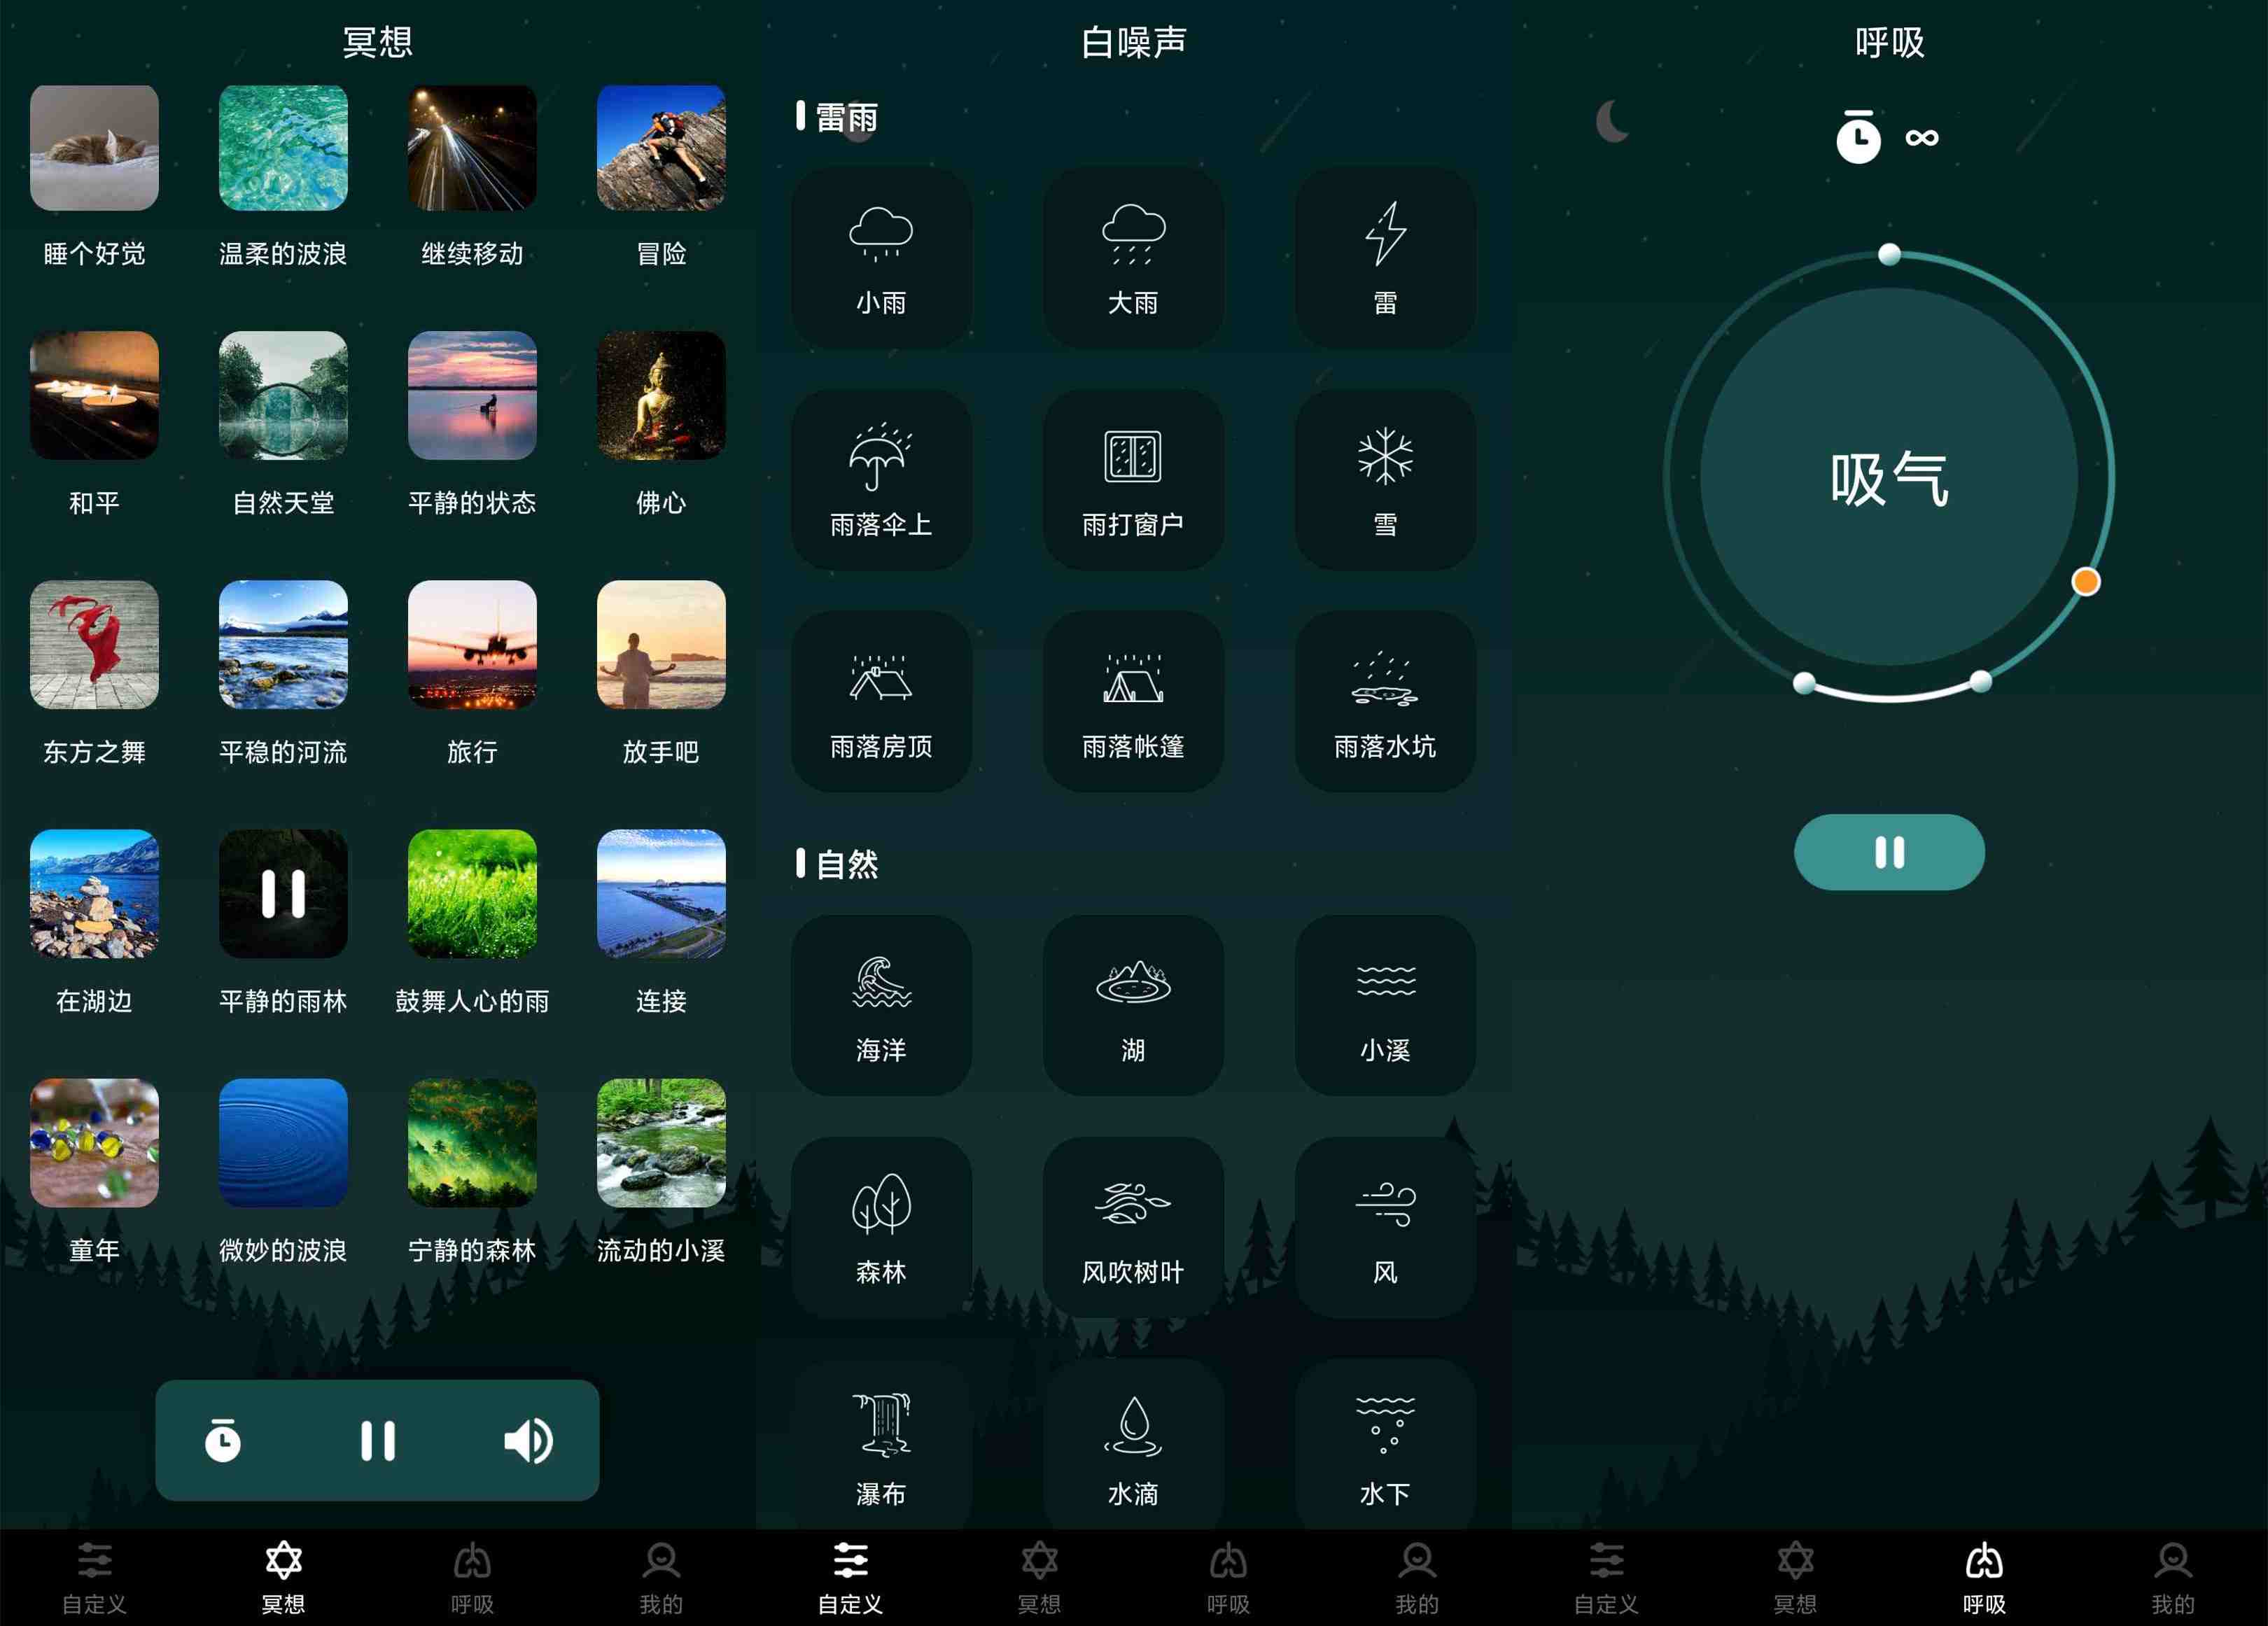 冥想
睡个好觉 温柔的波浪 继续移动 冒险
和平 自然天堂 平静的状态 佛心
东方之舞 平稳的河流 旅行 放手吧
在湖边 平静的雨林 鼓舞人心的雨 连接
童年 微妙的波浪 宁静的森林 流动的小溪
自定义 冥想 呼吸 我的
白噪声
雷雨
小雨 大雨 雷
雨落伞上 雨打窗户 雪
雨落房顶 雨落帐篷 雨落水坑
自然
海洋 湖 小溪
森林 风吹树叶 风
瀑布 水滴 水下
自定义 冥想 呼吸 我的
呼吸
∞
吸气
自定义 冥想 呼吸 我的